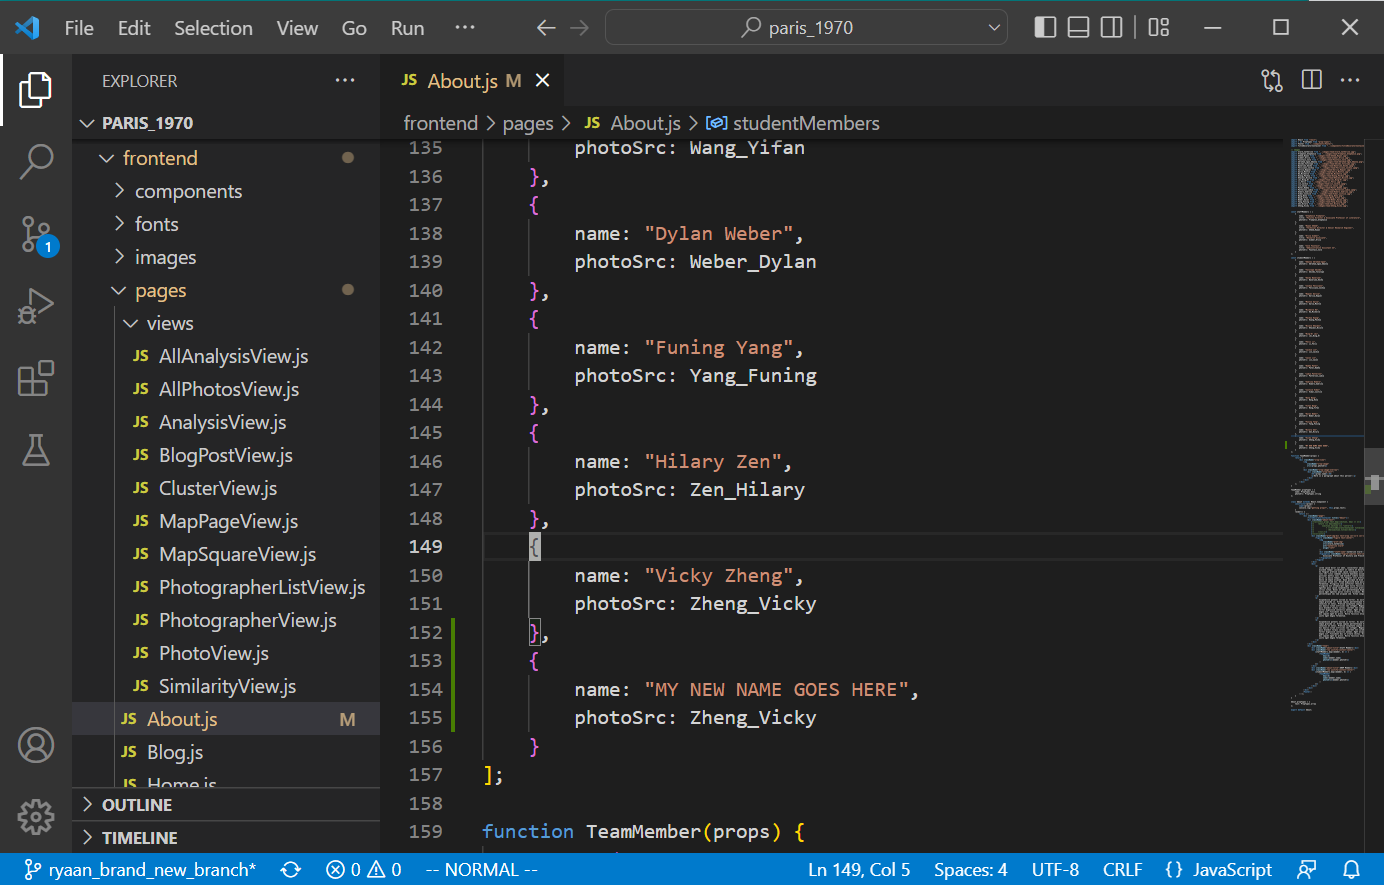 File Edit Selection View Go Run ··· paris_1970
EXPLORER ···
PARIS_1970
frontend
components
fonts
images
pages
views
JS AllAnalysisView.js
JS AllPhotosView.js
JS AnalysisView.js
JS BlogPostView.js
JS ClusterView.js
JS MapPageView.js
JS MapSquareView.js
JS PhotographerListView.js
JS PhotographerView.js
JS PhotoView.js
JS SimilarityView.js
JS About.js M
JS Blog.js
JS Home.js
OUTLINE
TIMELINE
1
JS About.js M
frontend > pages > JS About.js > studentMembers
135 photoSrc: Wang_Yifan
136 },
137 {
138 name: "Dylan Weber",
139 photoSrc: Weber_Dylan
140 },
141 {
142 name: "Funing Yang",
143 photoSrc: Yang_Funing
144 },
145 {
146 name: "Hilary Zen",
147 photoSrc: Zen_Hilary
148 },
149 {
150 name: "Vicky Zheng",
151 photoSrc: Zheng_Vicky
152 },
153 {
154 name: "MY NEW NAME GOES HERE",
155 photoSrc: Zheng_Vicky
156 }
157 ];
158
159 function TeamMember(props) {
ryaan_brand_new_branch* 0 0 -- NORMAL -- Ln 149, Col 5 Spaces: 4 UTF-8 CRLF {} JavaScript